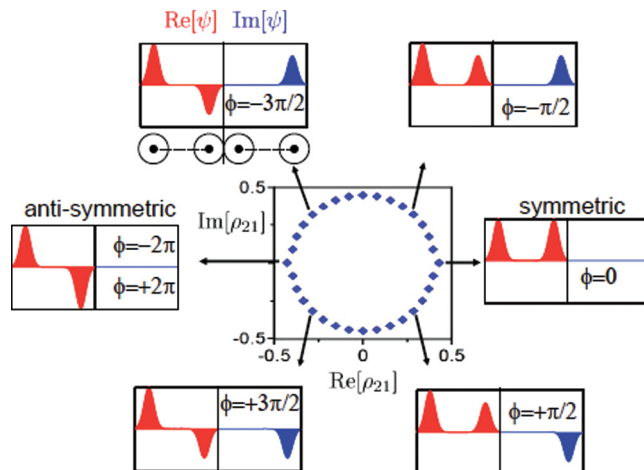 Re[ψ] Im[ψ]
ϕ=−3π/2
ϕ=−π/2
anti-symmetric
ϕ=−2π
ϕ=+2π
symmetric
ϕ=0
0.5
Im[ρ₂₁]
-0.5
-0.5 0 0.5
Re[ρ₂₁]
ϕ=+3π/2
ϕ=+π/2